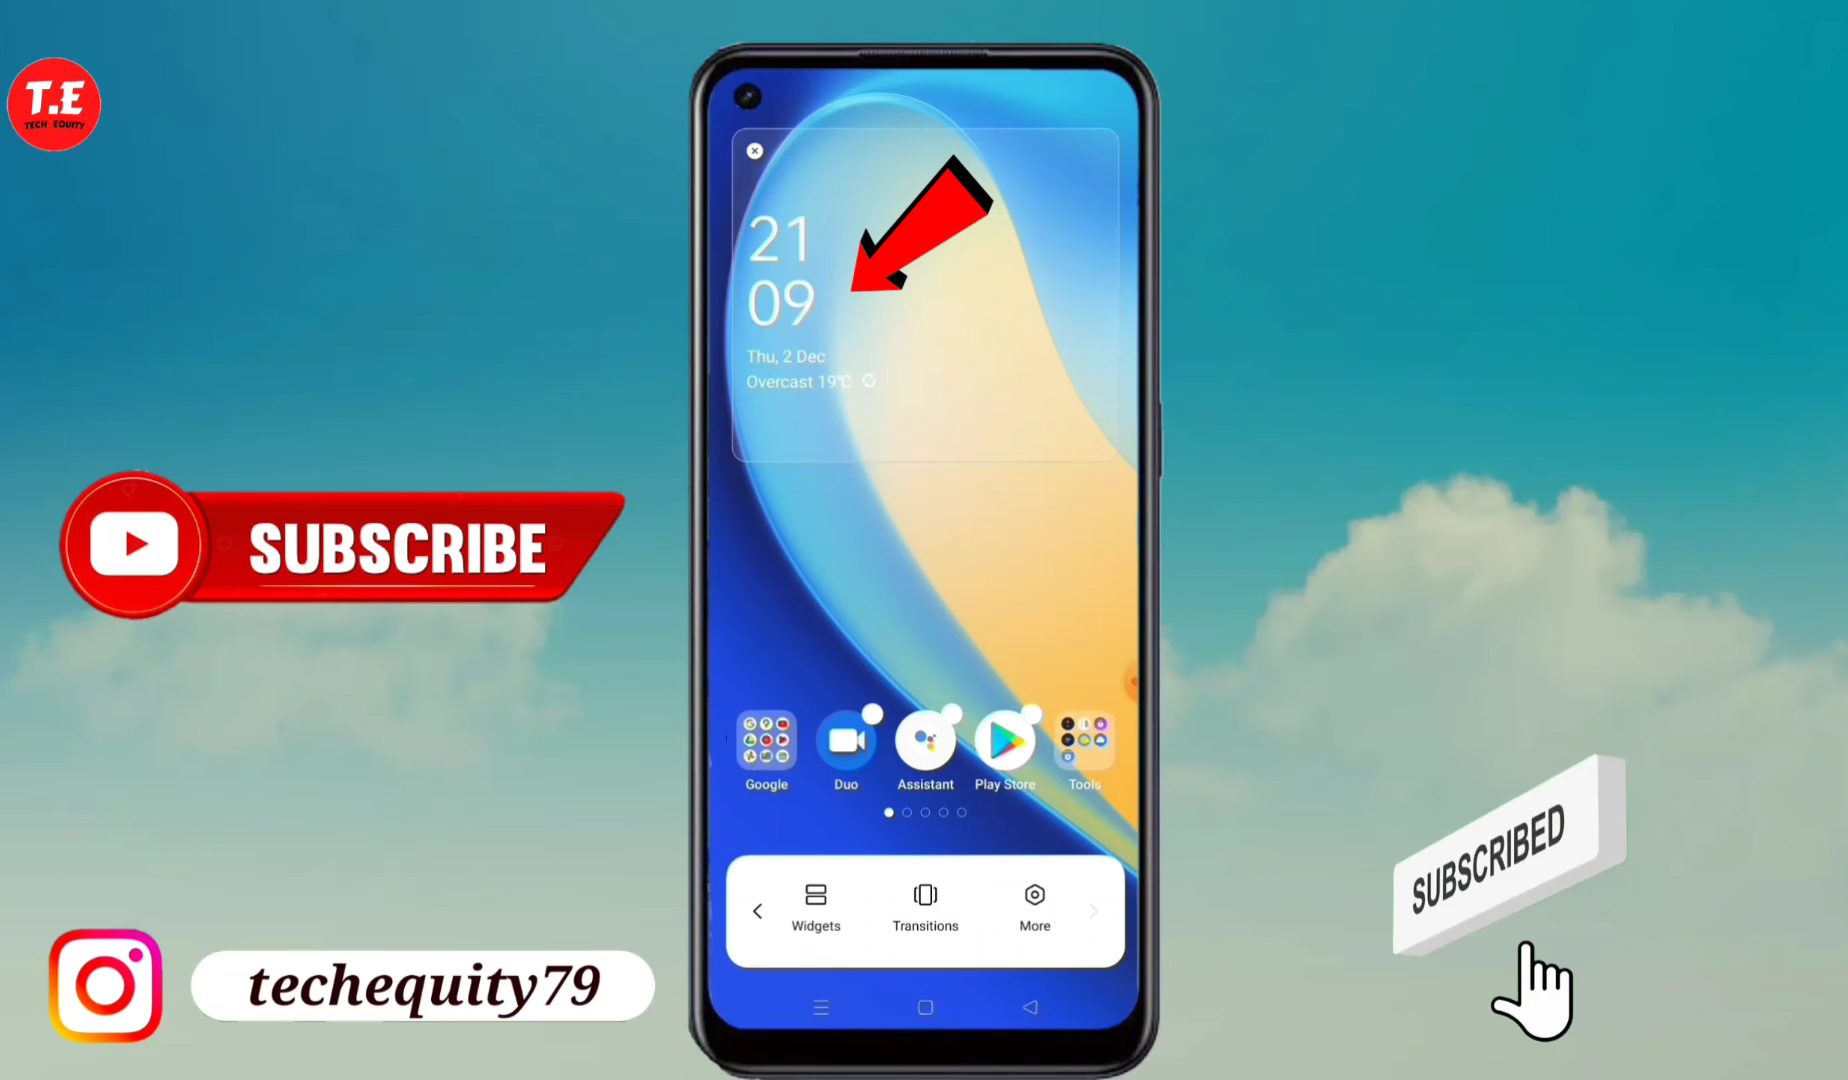 T.E
TECH EQUITY
21
09
Thu, 2 Dec
Overcast 19°C
SUBSCRIBE
Google
Duo
Assistant
Play Store
Tools
Widgets
Transitions
More
SUBSCRIBED
techequity79